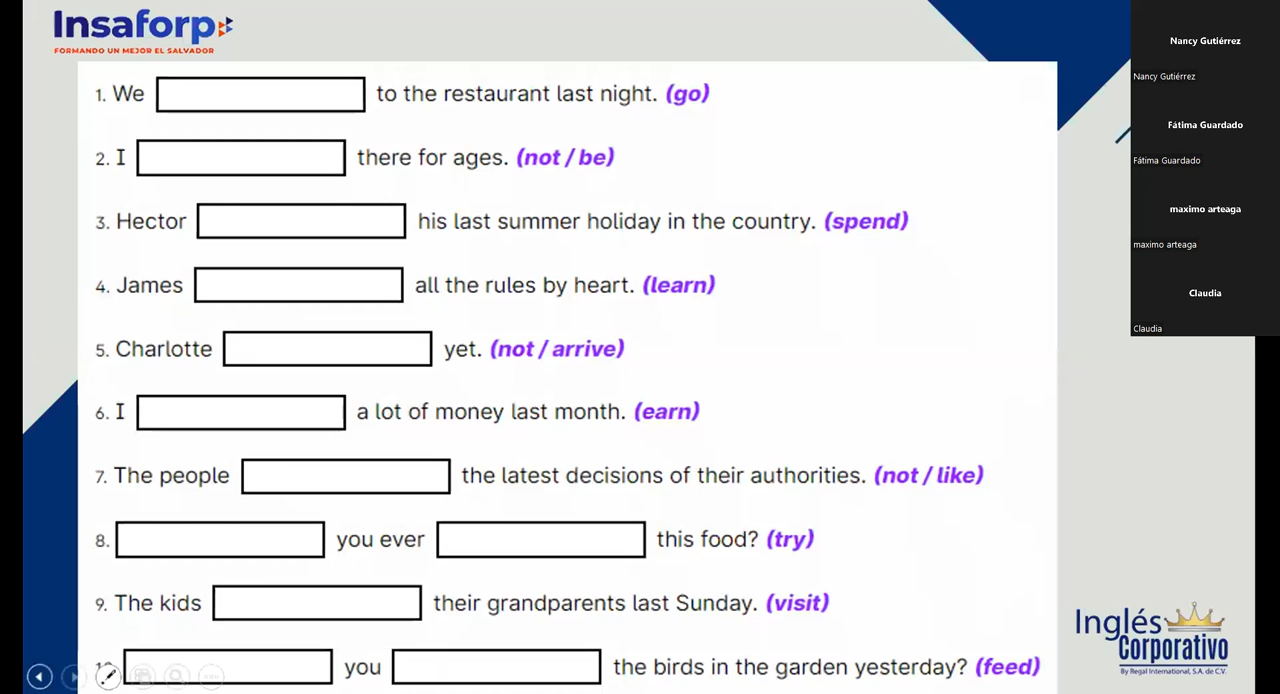 Insaforp
FORMANDO UN MEJOR EL SALVADOR
1. We to the restaurant last night. (go)
2. I there for ages. (not / be)
3. Hector his last summer holiday in the country. (spend)
4. James all the rules by heart. (learn)
5. Charlotte yet. (not / arrive)
6. I a lot of money last month. (earn)
7. The people the latest decisions of their authorities. (not / like)
8. you ever this food? (try)
9. The kids their grandparents last Sunday. (visit)
you the birds in the garden yesterday? (feed)
Nancy Gutiérrez
Nancy Gutiérrez
Fátima Guardado
Fátima Guardado
maximo arteaga
maximo arteaga
Claudia
Claudia
Inglés
Corporativo
By Regal International, S.A. de C.V.